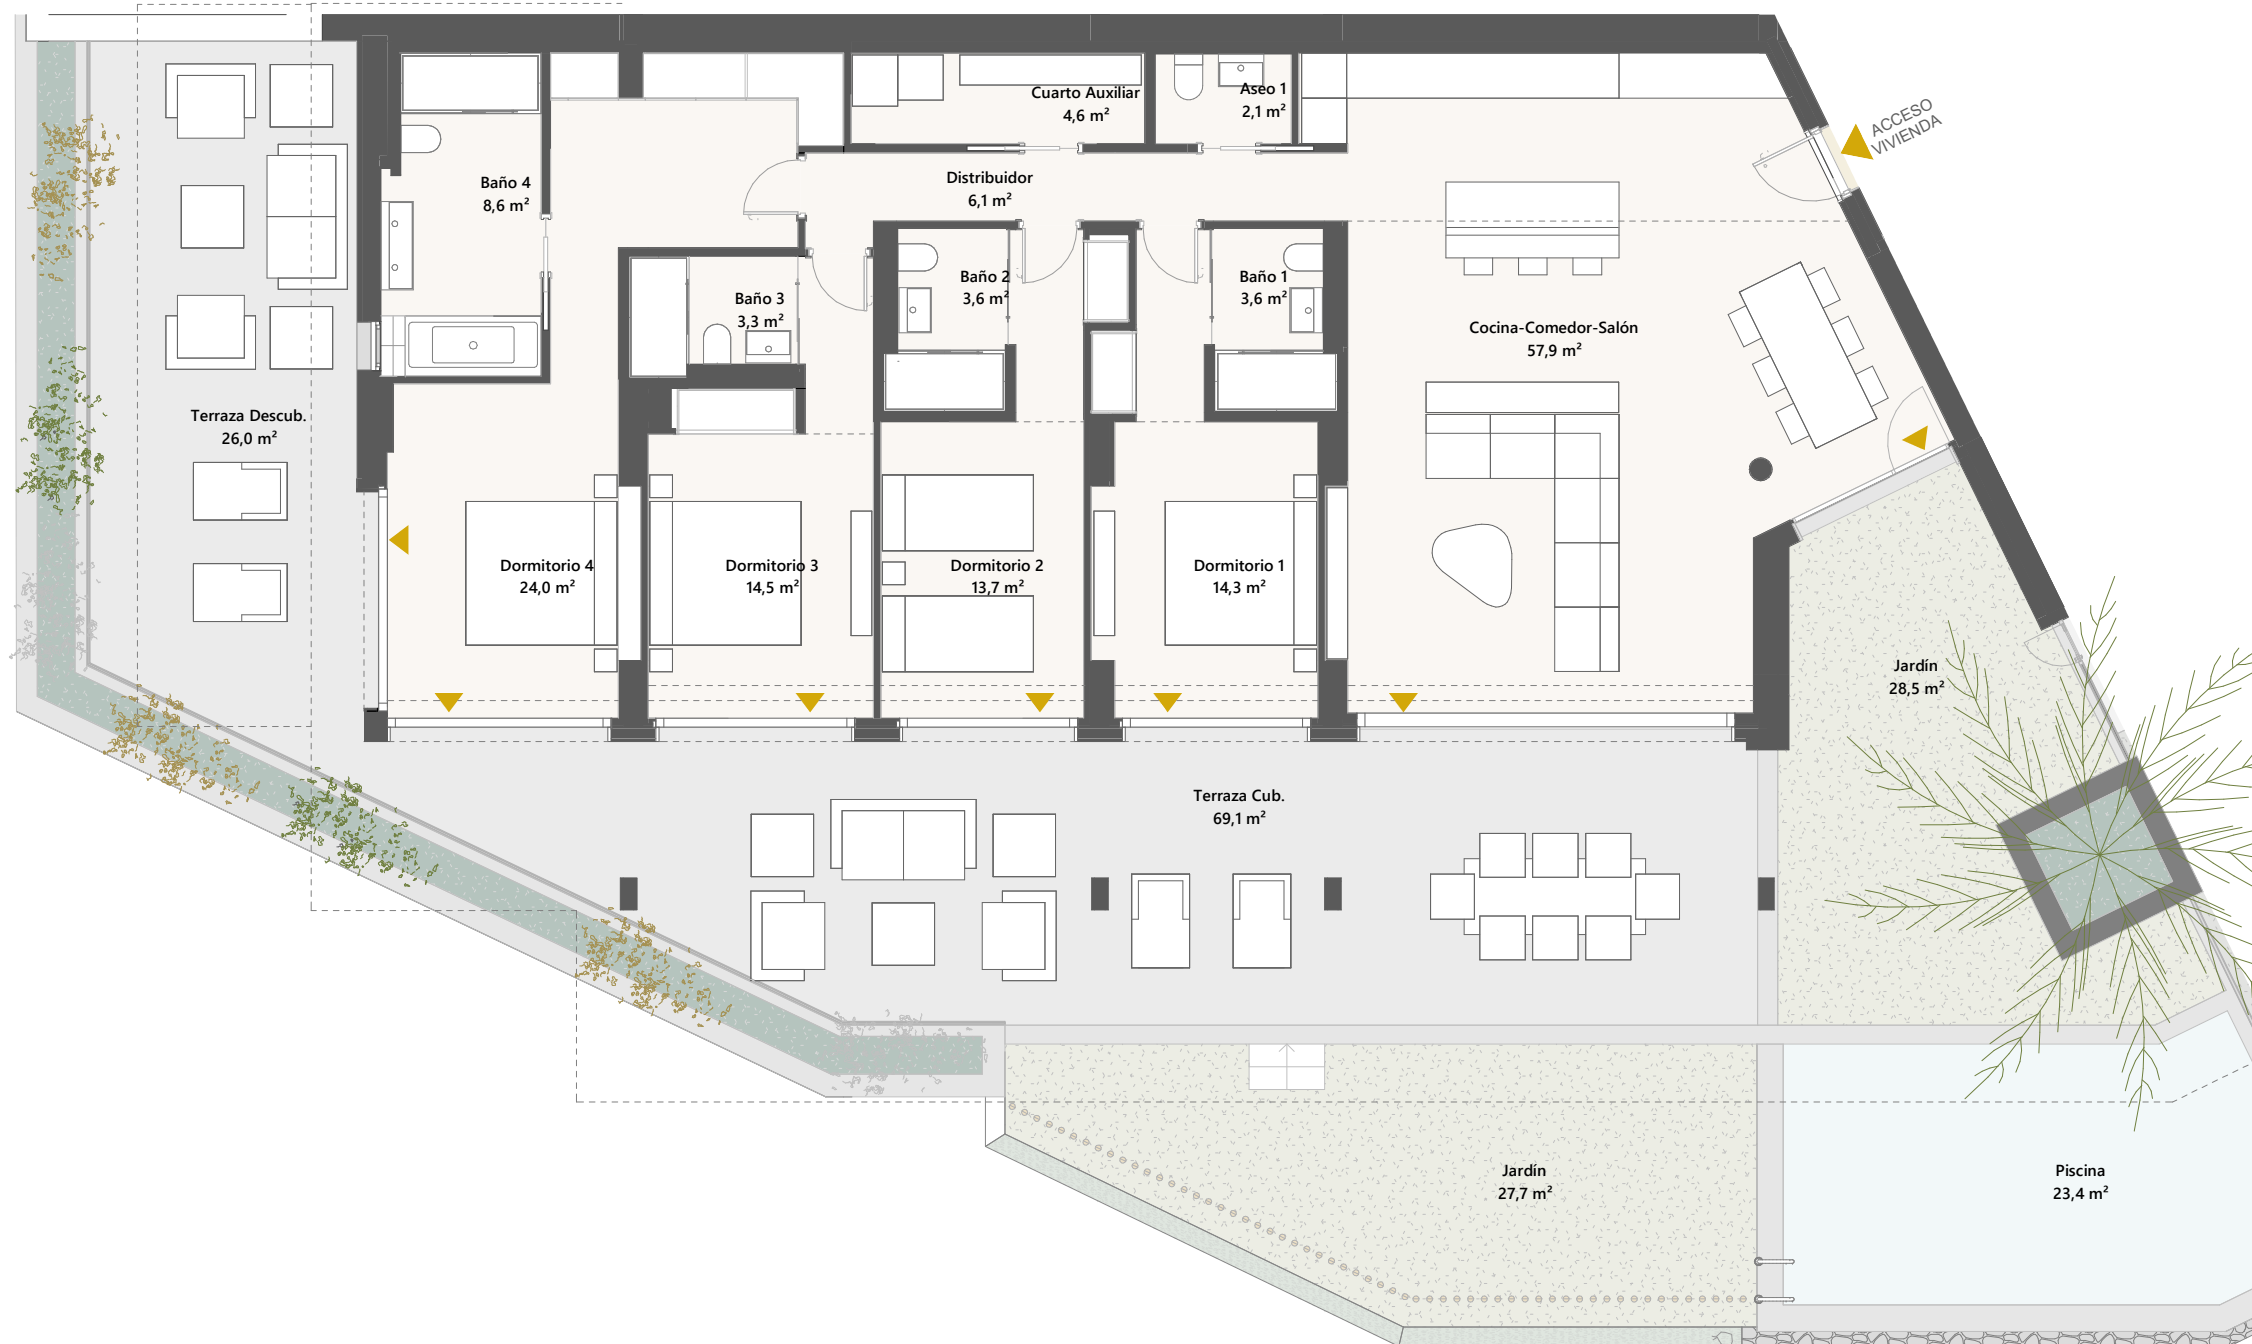 Cuarto Auxiliar
4,6 m²
Aseo 1
2,1 m²
ACCESO
VIVIENDA
Baño 4
8,6 m²
Distribuidor
6,1 m²
Baño 3
3,3 m²
Baño 2
3,6 m²
Baño 1
3,6 m²
Cocina-Comedor-Salón
57,9 m²
Terraza Descub.
26,0 m²
Dormitorio 4
24,0 m²
Dormitorio 3
14,5 m²
Dormitorio 2
13,7 m²
Dormitorio 1
14,3 m²
Jardín
28,5 m²
Terraza Cub.
69,1 m²
Jardín
27,7 m²
Piscina
23,4 m²